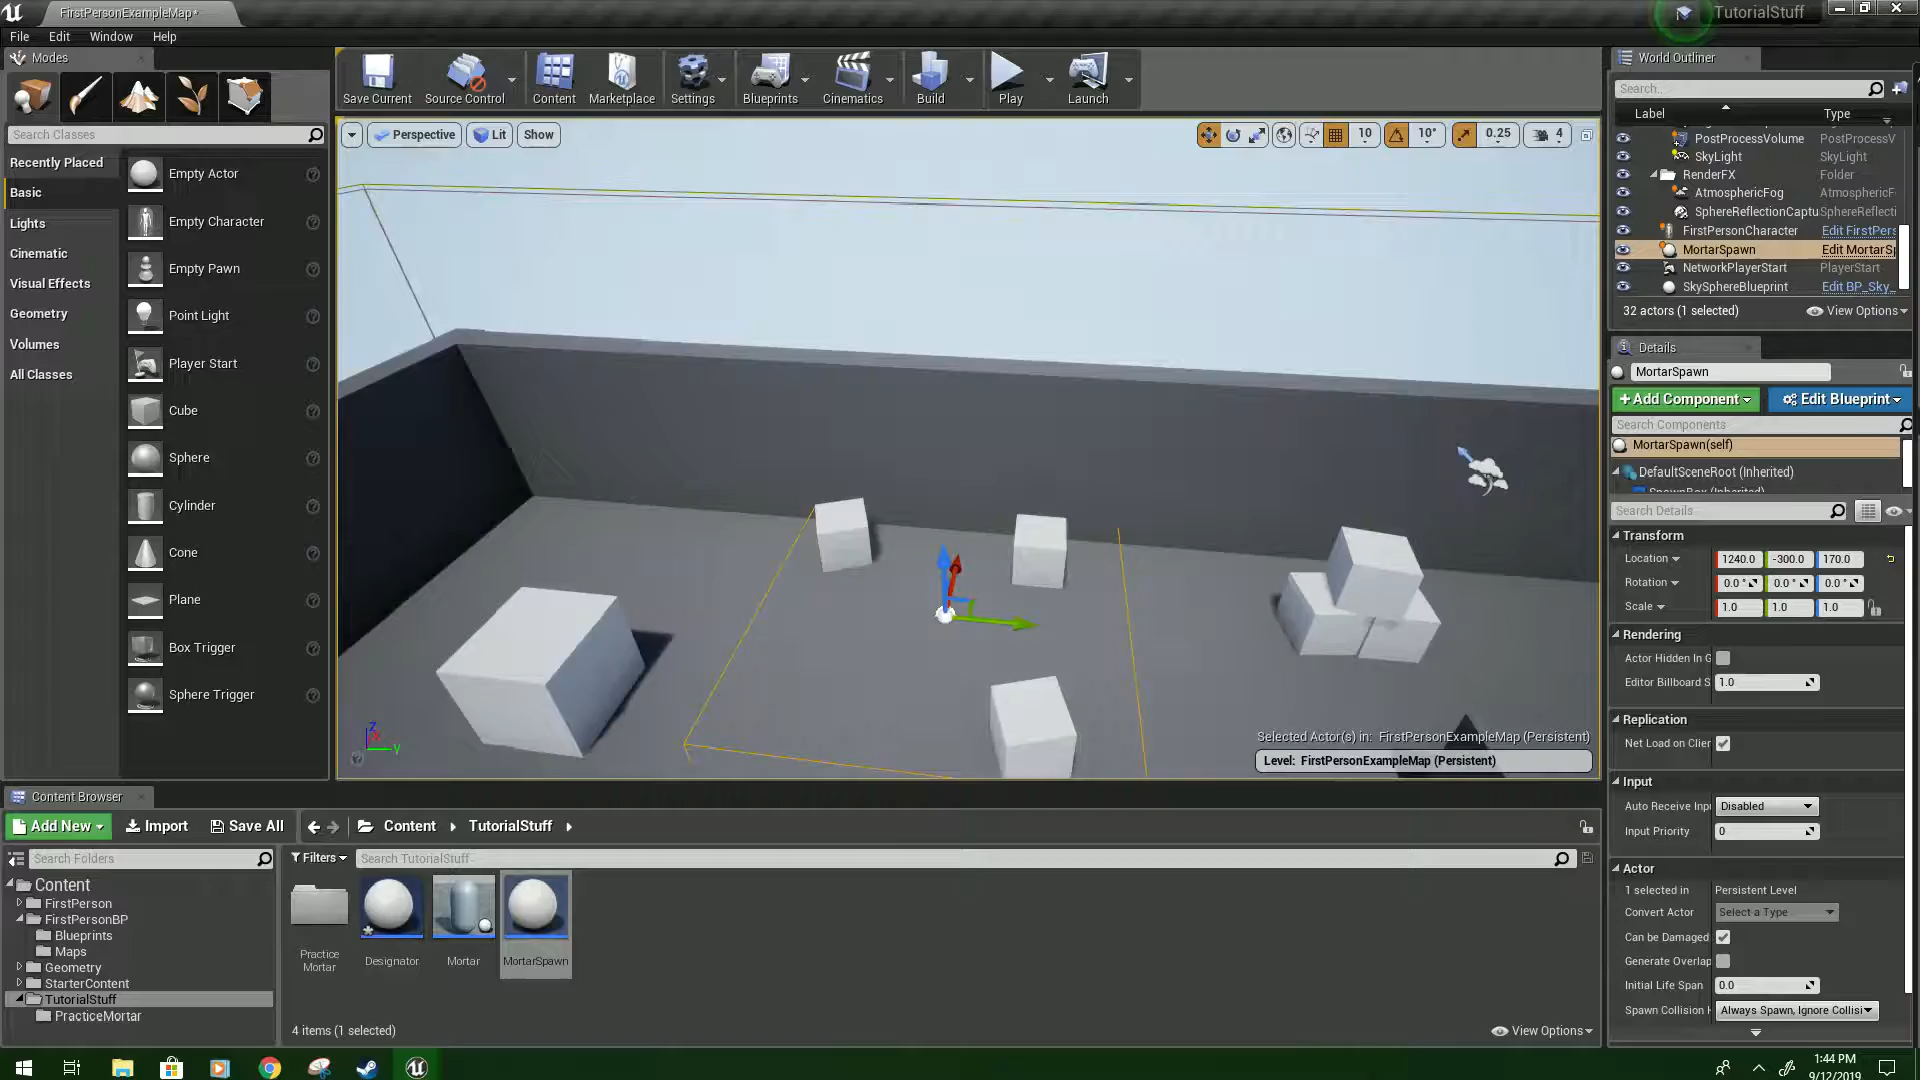 FirstPersonExampleMap*
TutorialStuff
File Edit Window Help
Modes
Save Current
Source Control
Content
Marketplace
Settings
Blueprints
Cinematics
Build
Play
Launch
World Outliner
Search...
Label Type
PostProcessVolume PostProcessV
SkyLight SkyLight
RenderFX Folder
AtmosphericFog AtmosphericF
SphereReflectionCaptu SphereReflecti
FirstPersonCharacter Edit FirstPers
MortarSpawn Edit MortarSp
NetworkPlayerStart PlayerStart
SkySphereBlueprint Edit BP_Sky_
32 actors (1 selected) View Options
Search Classes
Recently Placed
Basic
Lights
Cinematic
Visual Effects
Geometry
Volumes
All Classes
Empty Actor
Empty Character
Empty Pawn
Point Light
Player Start
Cube
Sphere
Cylinder
Cone
Plane
Box Trigger
Sphere Trigger
Perspective Lit Show
10 10° 0.25 4
Z
y
Selected Actor(s) in: FirstPersonExampleMap (Persistent)
Level: FirstPersonExampleMap (Persistent)
Details
MortarSpawn
+Add Component Edit Blueprint
Search Components
MortarSpawn(self)
DefaultSceneRoot (Inherited)
SpawnBox (Inherited)
Search Details
Transform
Location 1240.0 -300.0 170.0
Rotation 0.0 ° 0.0 ° 0.0 °
Scale 1.0 1.0 1.0
Rendering
Actor Hidden In G
Editor Billboard S 1.0
Replication
Net Load on Clien
Input
Auto Receive Inpu Disabled
Input Priority 0
Actor
1 selected in Persistent Level
Convert Actor Select a Type
Can be Damaged
Generate Overlap
Initial Life Span 0.0
Spawn Collision H Always Spawn, Ignore Collisi
Content Browser
Add New Import Save All Content TutorialStuff
Search Folders
Filters Search TutorialStuff
Content
FirstPerson
FirstPersonBP
Blueprints
Maps
Geometry
StarterContent
TutorialStuff
PracticeMortar
Practice
Mortar
Designator
Mortar
MortarSpawn
4 items (1 selected)
View Options
1:44 PM
9/12/2019